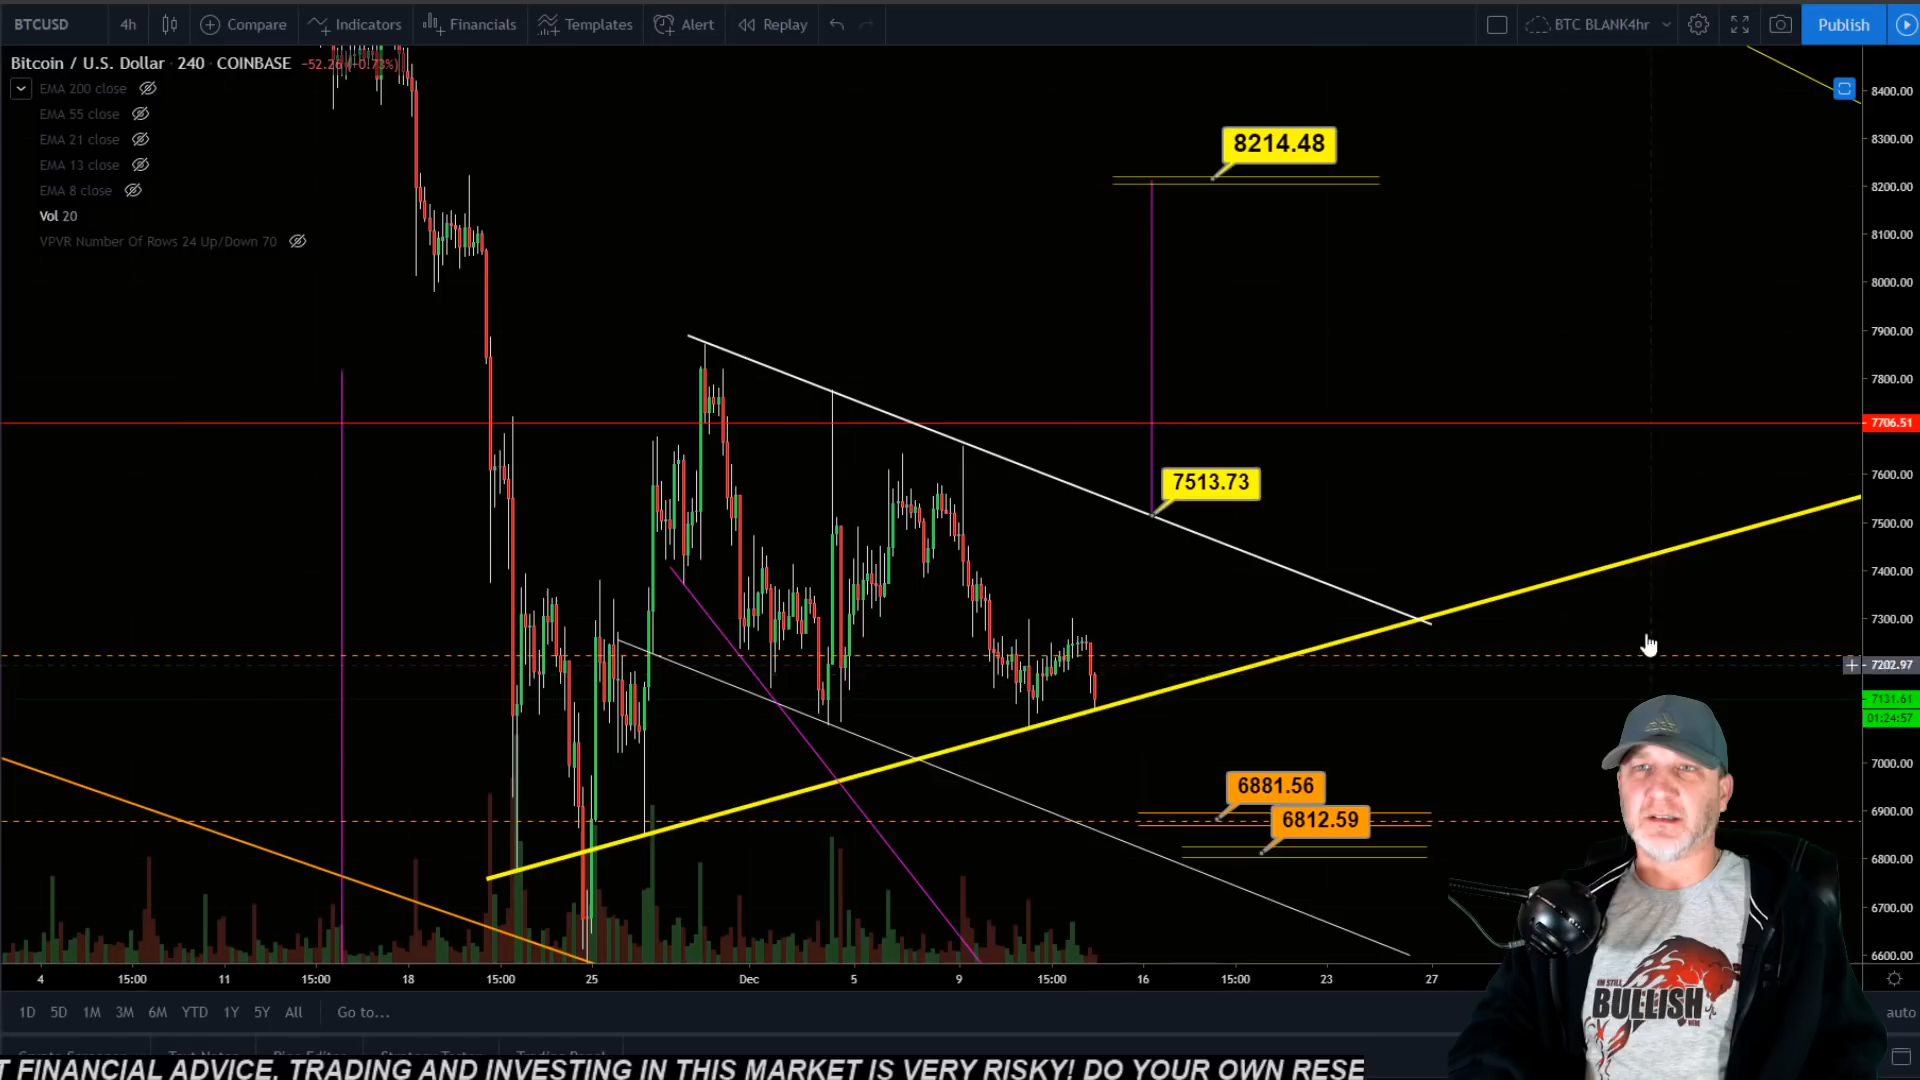 BTCUSD 4h Compare Indicators Financials Templates Alert Replay BTC BLANK4hr Publish
Bitcoin / U.S. Dollar · 240 · COINBASE −52.26 (−0.73%)
EMA 200 close
EMA 55 close
EMA 21 close
EMA 13 close
EMA 8 close
Vol 20
VPVR Number Of Rows 24 Up/Down 70
8214.48
7513.73
6881.56
6812.59
8400.00
8300.00
8200.00
8100.00
8000.00
7900.00
7800.00
7706.51
7600.00
7500.00
7400.00
7300.00
7202.97
7131.61
01:24:57
7000.00
6900.00
6800.00
6700.00
6600.00
4 15:00 11 15:00 18 15:00 25 Dec 5 9 15:00 16 15:00 23 27
1D 5D 1M 3M 6M YTD 1Y 5Y All Go to... auto
I'M STILL
BULLISH
T FINANCIAL ADVICE. TRADING AND INVESTING IN THIS MARKET IS VERY RISKY! DO YOUR OWN RESE